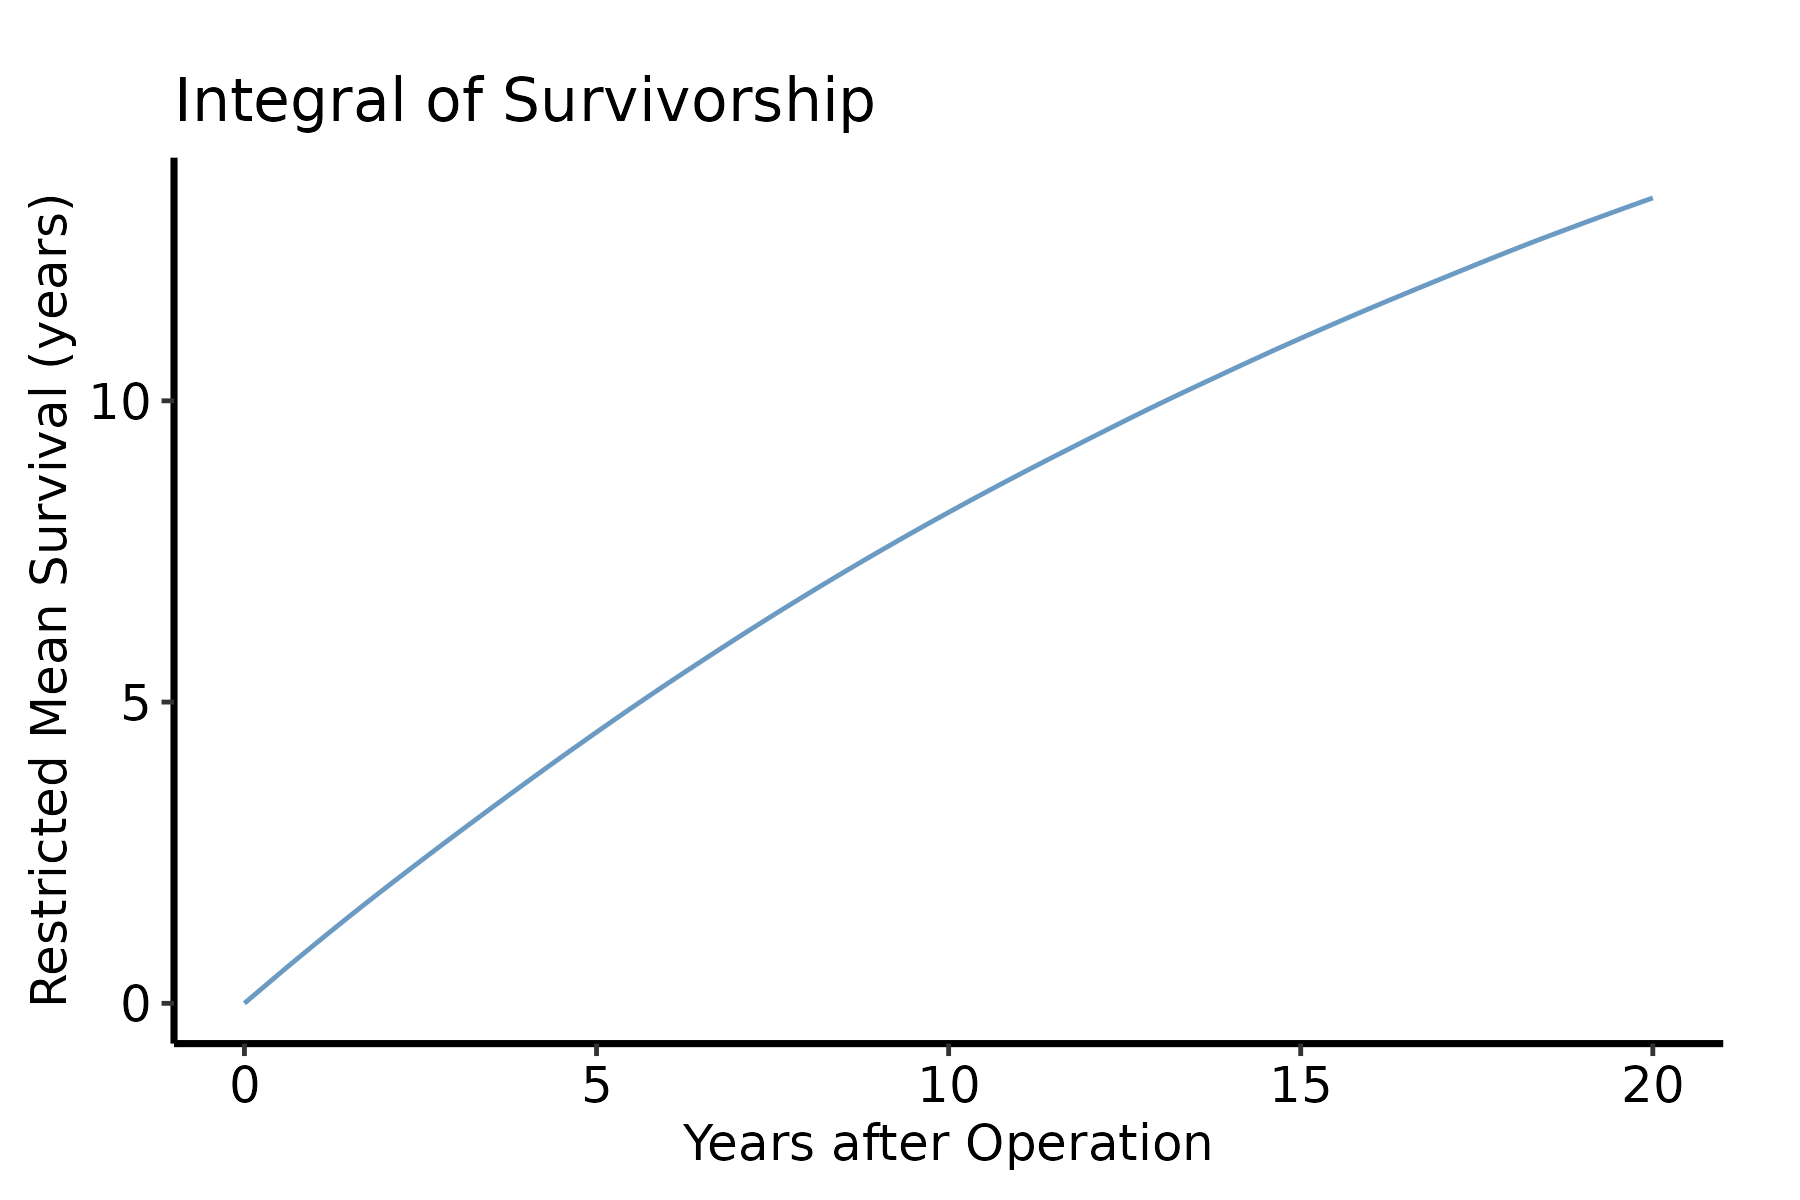 Integral of Survivorship
Restricted Mean Survival (years)
10
5
0
0 5 10 15 20
Years after Operation